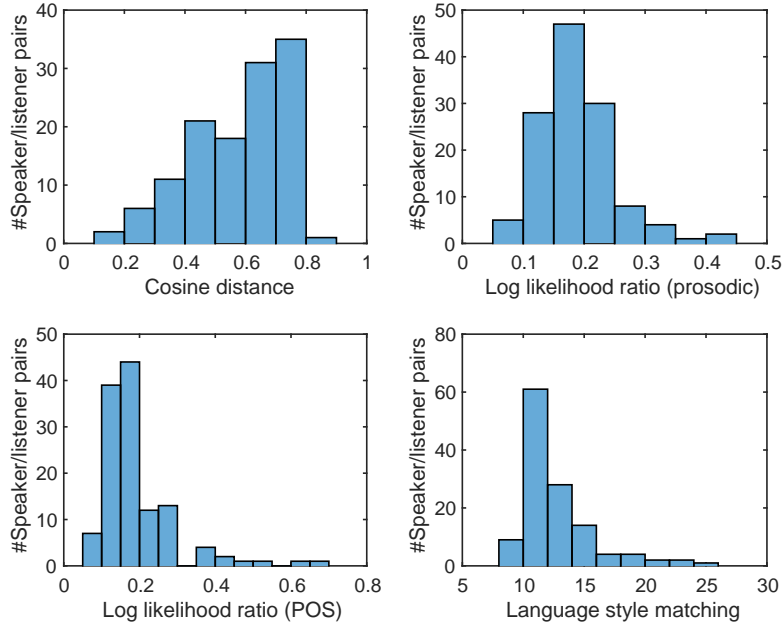 40
30
20
10
0
#Speaker/listener pairs
0 0.2 0.4 0.6 0.8 1
Cosine distance
50
40
30
20
10
0
#Speaker/listener pairs
0 0.1 0.2 0.3 0.4 0.5
Log likelihood ratio (prosodic)
50
40
30
20
10
0
#Speaker/listener pairs
0 0.2 0.4 0.6 0.8
Log likelihood ratio (POS)
80
60
40
20
0
#Speaker/listener pairs
5 10 15 20 25 30
Language style matching